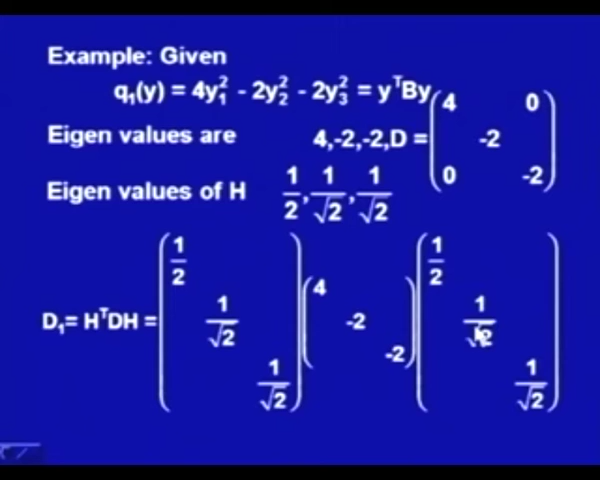 Example: Given
q₁(y) = 4y₁² - 2y₂² - 2y₃² = yᵀBy
Eigen values are 4,-2,-2,D = (4 0 -2 0 -2)
Eigen values of H 1/2, 1/√2, 1/√2
D₁= HᵀDH = (1/2 1/√2 1/√2) (4 -2 -2) (1/2 1/√2 1/√2)